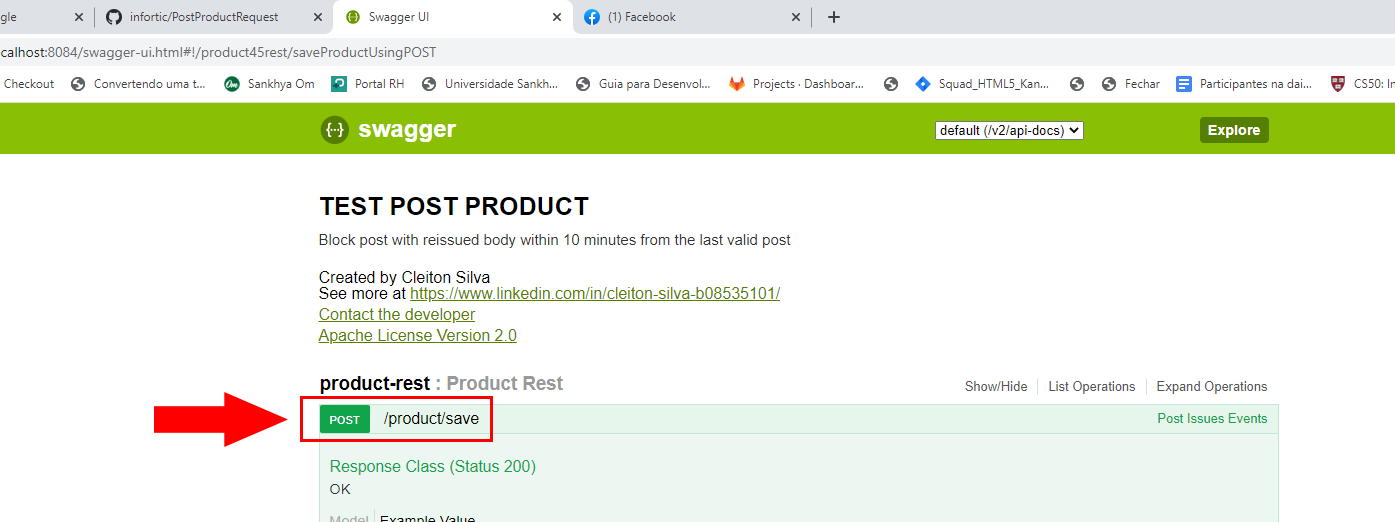 gle
infortic/PostProductRequest
Swagger UI
(1) Facebook
calhost:8084/swagger-ui.html#!/product45rest/saveProductUsingPOST
Checkout
Convertendo uma t...
Om
Sankhya Om
Portal RH
Universidade Sankh...
Guia para Desenvol...
Projects · Dashboar...
Squad_HTML5_Kan...
Fechar
Participantes na dai...
CS50: In
{··} swagger
default (/v2/api-docs)
Explore
TEST POST PRODUCT
Block post with reissued body within 10 minutes from the last valid post
Created by Cleiton Silva
See more at https://www.linkedin.com/in/cleiton-silva-b08535101/
Contact the developer
Apache License Version 2.0
product-rest : Product Rest
Show/Hide
List Operations
Expand Operations
POST /product/save
Post Issues Events
Response Class (Status 200)
OK
Model
Example Value